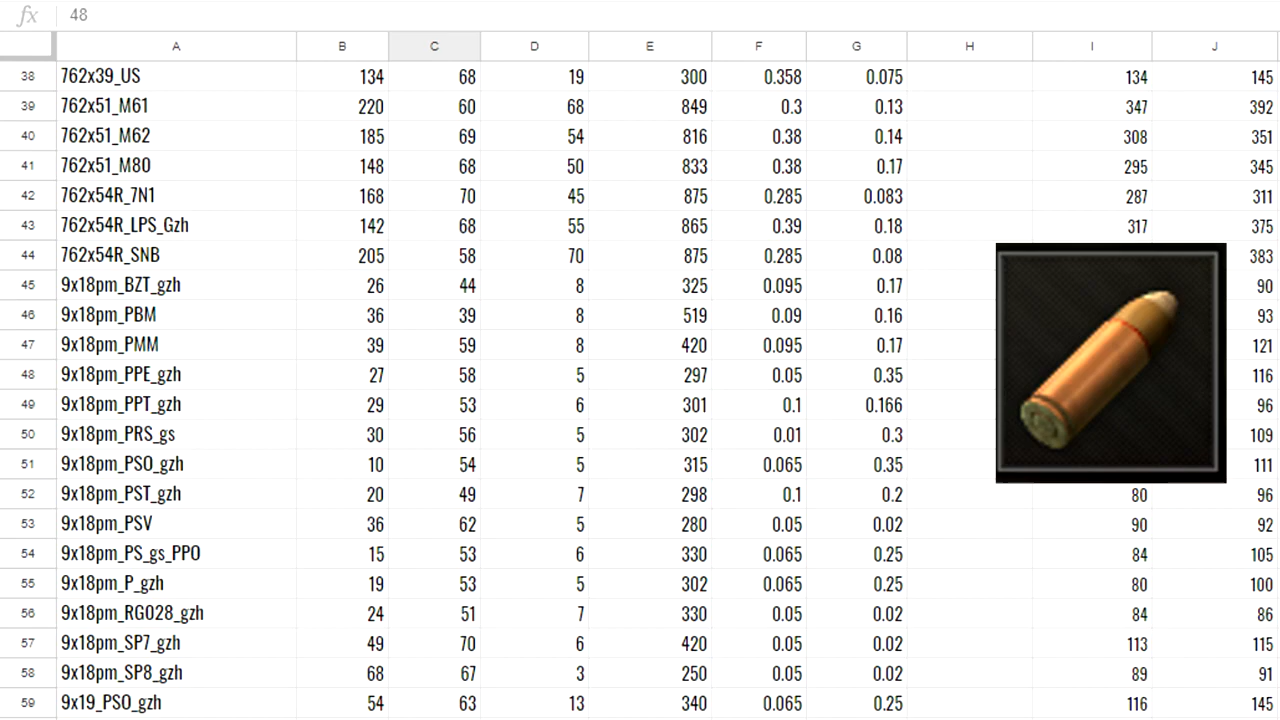 fx 48
A B C D E F G H I J
38 762x39_US 134 68 19 300 0.358 0.075 134 145
39 762x51_M61 220 60 68 849 0.3 0.13 347 392
40 762x51_M62 185 69 54 816 0.38 0.14 308 351
41 762x51_M80 148 68 50 833 0.38 0.17 295 345
42 762x54R_7N1 168 70 45 875 0.285 0.083 287 311
43 762x54R_LPS_Gzh 142 68 55 865 0.39 0.18 317 375
44 762x54R_SNB 205 58 70 875 0.285 0.08 383
45 9x18pm_BZT_gzh 26 44 8 325 0.095 0.17 90
46 9x18pm_PBM 36 39 8 519 0.09 0.16 93
47 9x18pm_PMM 39 59 8 420 0.095 0.17 121
48 9x18pm_PPE_gzh 27 58 5 297 0.05 0.35 116
49 9x18pm_PPT_gzh 29 53 6 301 0.1 0.166 96
50 9x18pm_PRS_gs 30 56 5 302 0.01 0.3 109
51 9x18pm_PSO_gzh 10 54 5 315 0.065 0.35 111
52 9x18pm_PST_gzh 20 49 7 298 0.1 0.2 80 96
53 9x18pm_PSV 36 62 5 280 0.05 0.02 90 92
54 9x18pm_PS_gs_PPO 15 53 6 330 0.065 0.25 84 105
55 9x18pm_P_gzh 19 53 5 302 0.065 0.25 80 100
56 9x18pm_RG028_gzh 24 51 7 330 0.05 0.02 84 86
57 9x18pm_SP7_gzh 49 70 6 420 0.05 0.02 113 115
58 9x18pm_SP8_gzh 68 67 3 250 0.05 0.02 89 91
59 9x19_PSO_gzh 54 63 13 340 0.065 0.25 116 145